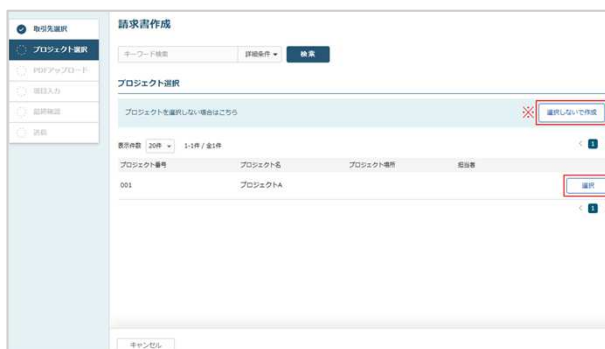 取引先選択
プロジェクト選択
PDFアップロード
項目入力
最終確認
送信
請求書作成
キーワード検索
詳細条件
検索
プロジェクト選択
プロジェクトを選択しない場合はこちら
※
選択しないで作成
表示件数 20件 1-1件 / 全1件
< 1
プロジェクト番号 プロジェクト名 プロジェクト場所 担当者
001 プロジェクトA 選択
< 1
キャンセル